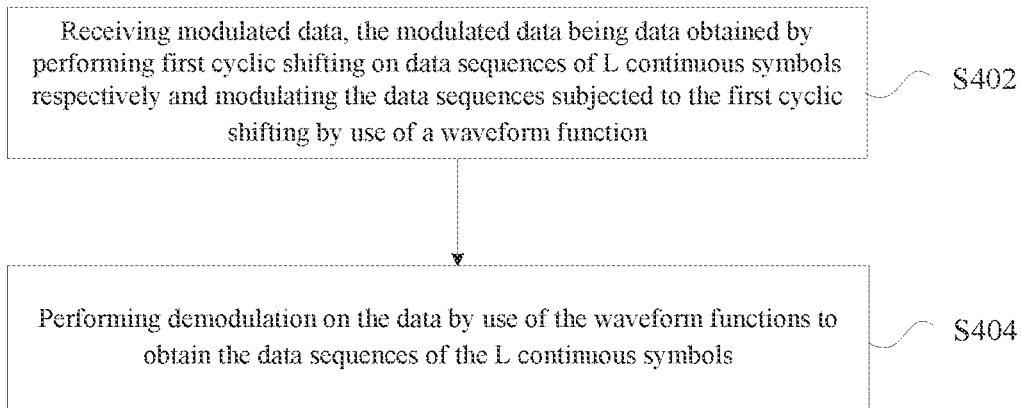 Receiving modulated data, the modulated data being data obtained by
performing first cyclic shifting on data sequences of L continuous symbols
respectively and modulating the data sequences subjected to the first cyclic
shifting by use of a waveform function
S402
Performing demodulation on the data by use of the waveform functions to
obtain the data sequences of the L continuous symbols
S404